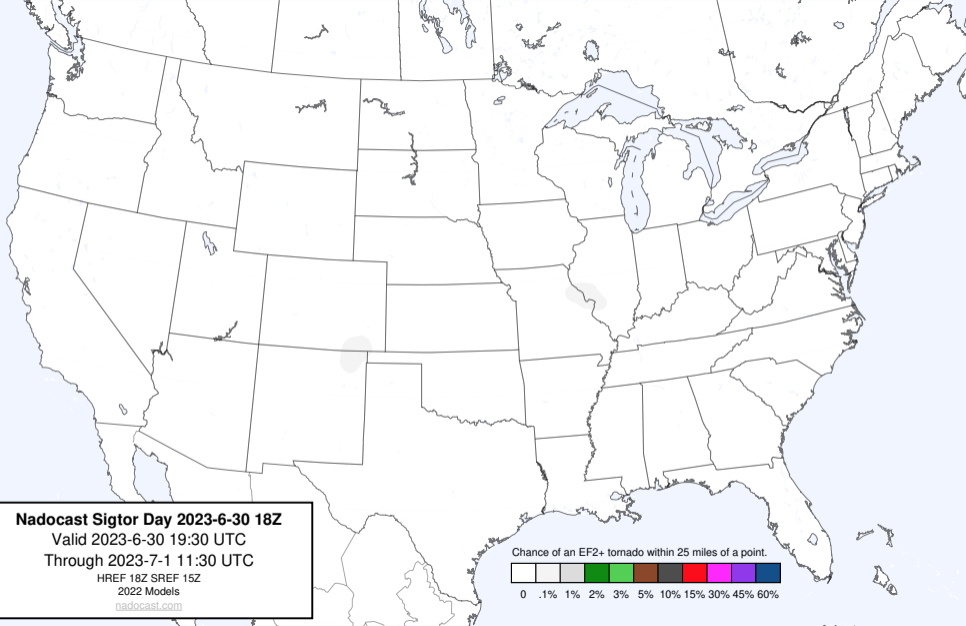 Nadocast Sigtor Day 2023-6-30 18Z
Valid 2023-6-30 19:30 UTC
Through 2023-7-1 11:30 UTC
HREF 18Z SREF 15Z
2022 Models
nadocast.com
Chance of an EF2+ tornado within 25 miles of a point.
0 .1% 1% 2% 3% 5% 10% 15% 30% 45% 60%